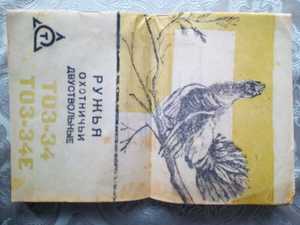 Т
РУЖЬЯ
ОХОТНИЧЬИ
ДВУСТВОЛЬНЫЕ
ТОЗ-34
ТОЗ-34Е